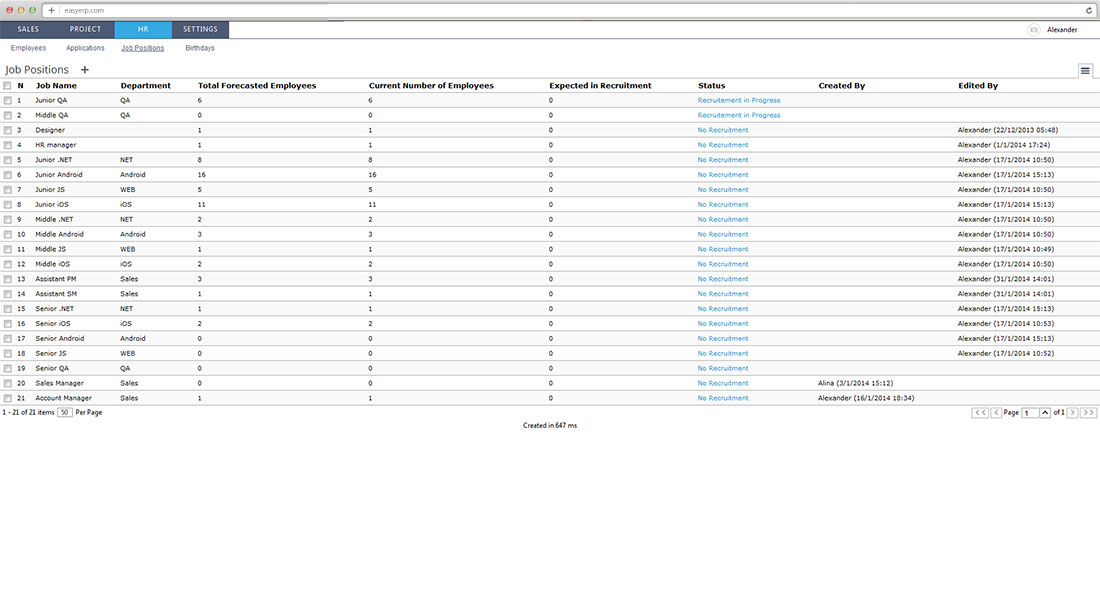 easyerp.com
SALES PROJECT HR SETTINGS Alexander
Employees Applications Job Positions Birthdays
Job Positions +
N Job Name Department Total Forecasted Employees Current Number of Employees Expected in Recruitment Status Created By Edited By
1 Junior QA QA 6 6 0 Recruitement in Progress
2 Middle QA QA 0 0 0 Recruitement in Progress
3 Designer 1 1 0 No Recruitment Alexander (22/12/2013 05:48)
4 HR manager 1 1 0 No Recruitment Alexander (1/1/2014 17:24)
5 Junior .NET NET 8 8 0 No Recruitment Alexander (17/1/2014 10:50)
6 Junior Android Android 16 16 0 No Recruitment Alexander (17/1/2014 15:13)
7 Junior JS WEB 5 5 0 No Recruitment Alexander (17/1/2014 10:50)
8 Junior iOS iOS 11 11 0 No Recruitment Alexander (17/1/2014 15:13)
9 Middle .NET NET 2 2 0 No Recruitment Alexander (17/1/2014 10:50)
10 Middle Android Android 3 3 0 No Recruitment Alexander (17/1/2014 10:50)
11 Middle JS WEB 1 1 0 No Recruitment Alexander (17/1/2014 10:49)
12 Middle iOS iOS 2 2 0 No Recruitment Alexander (17/1/2014 10:50)
13 Assistant PM Sales 3 3 0 No Recruitment Alexander (31/1/2014 14:01)
14 Assistant SM Sales 1 1 0 No Recruitment Alexander (31/1/2014 14:01)
15 Senior .NET NET 1 1 0 No Recruitment Alexander (17/1/2014 15:13)
16 Senior iOS iOS 2 2 0 No Recruitment Alexander (17/1/2014 10:53)
17 Senior Android Android 0 0 0 No Recruitment Alexander (17/1/2014 15:13)
18 Senior JS WEB 0 0 0 No Recruitment Alexander (17/1/2014 10:52)
19 Senior QA QA 0 0 0 No Recruitment
20 Sales Manager Sales 0 0 0 No Recruitment Alina (3/1/2014 15:12)
21 Account Manager Sales 1 1 0 No Recruitment Alexander (16/1/2014 18:34)
1 - 21 of 21 items 50 Per Page << < Page 1 of 1 > >>
Created in 647 ms